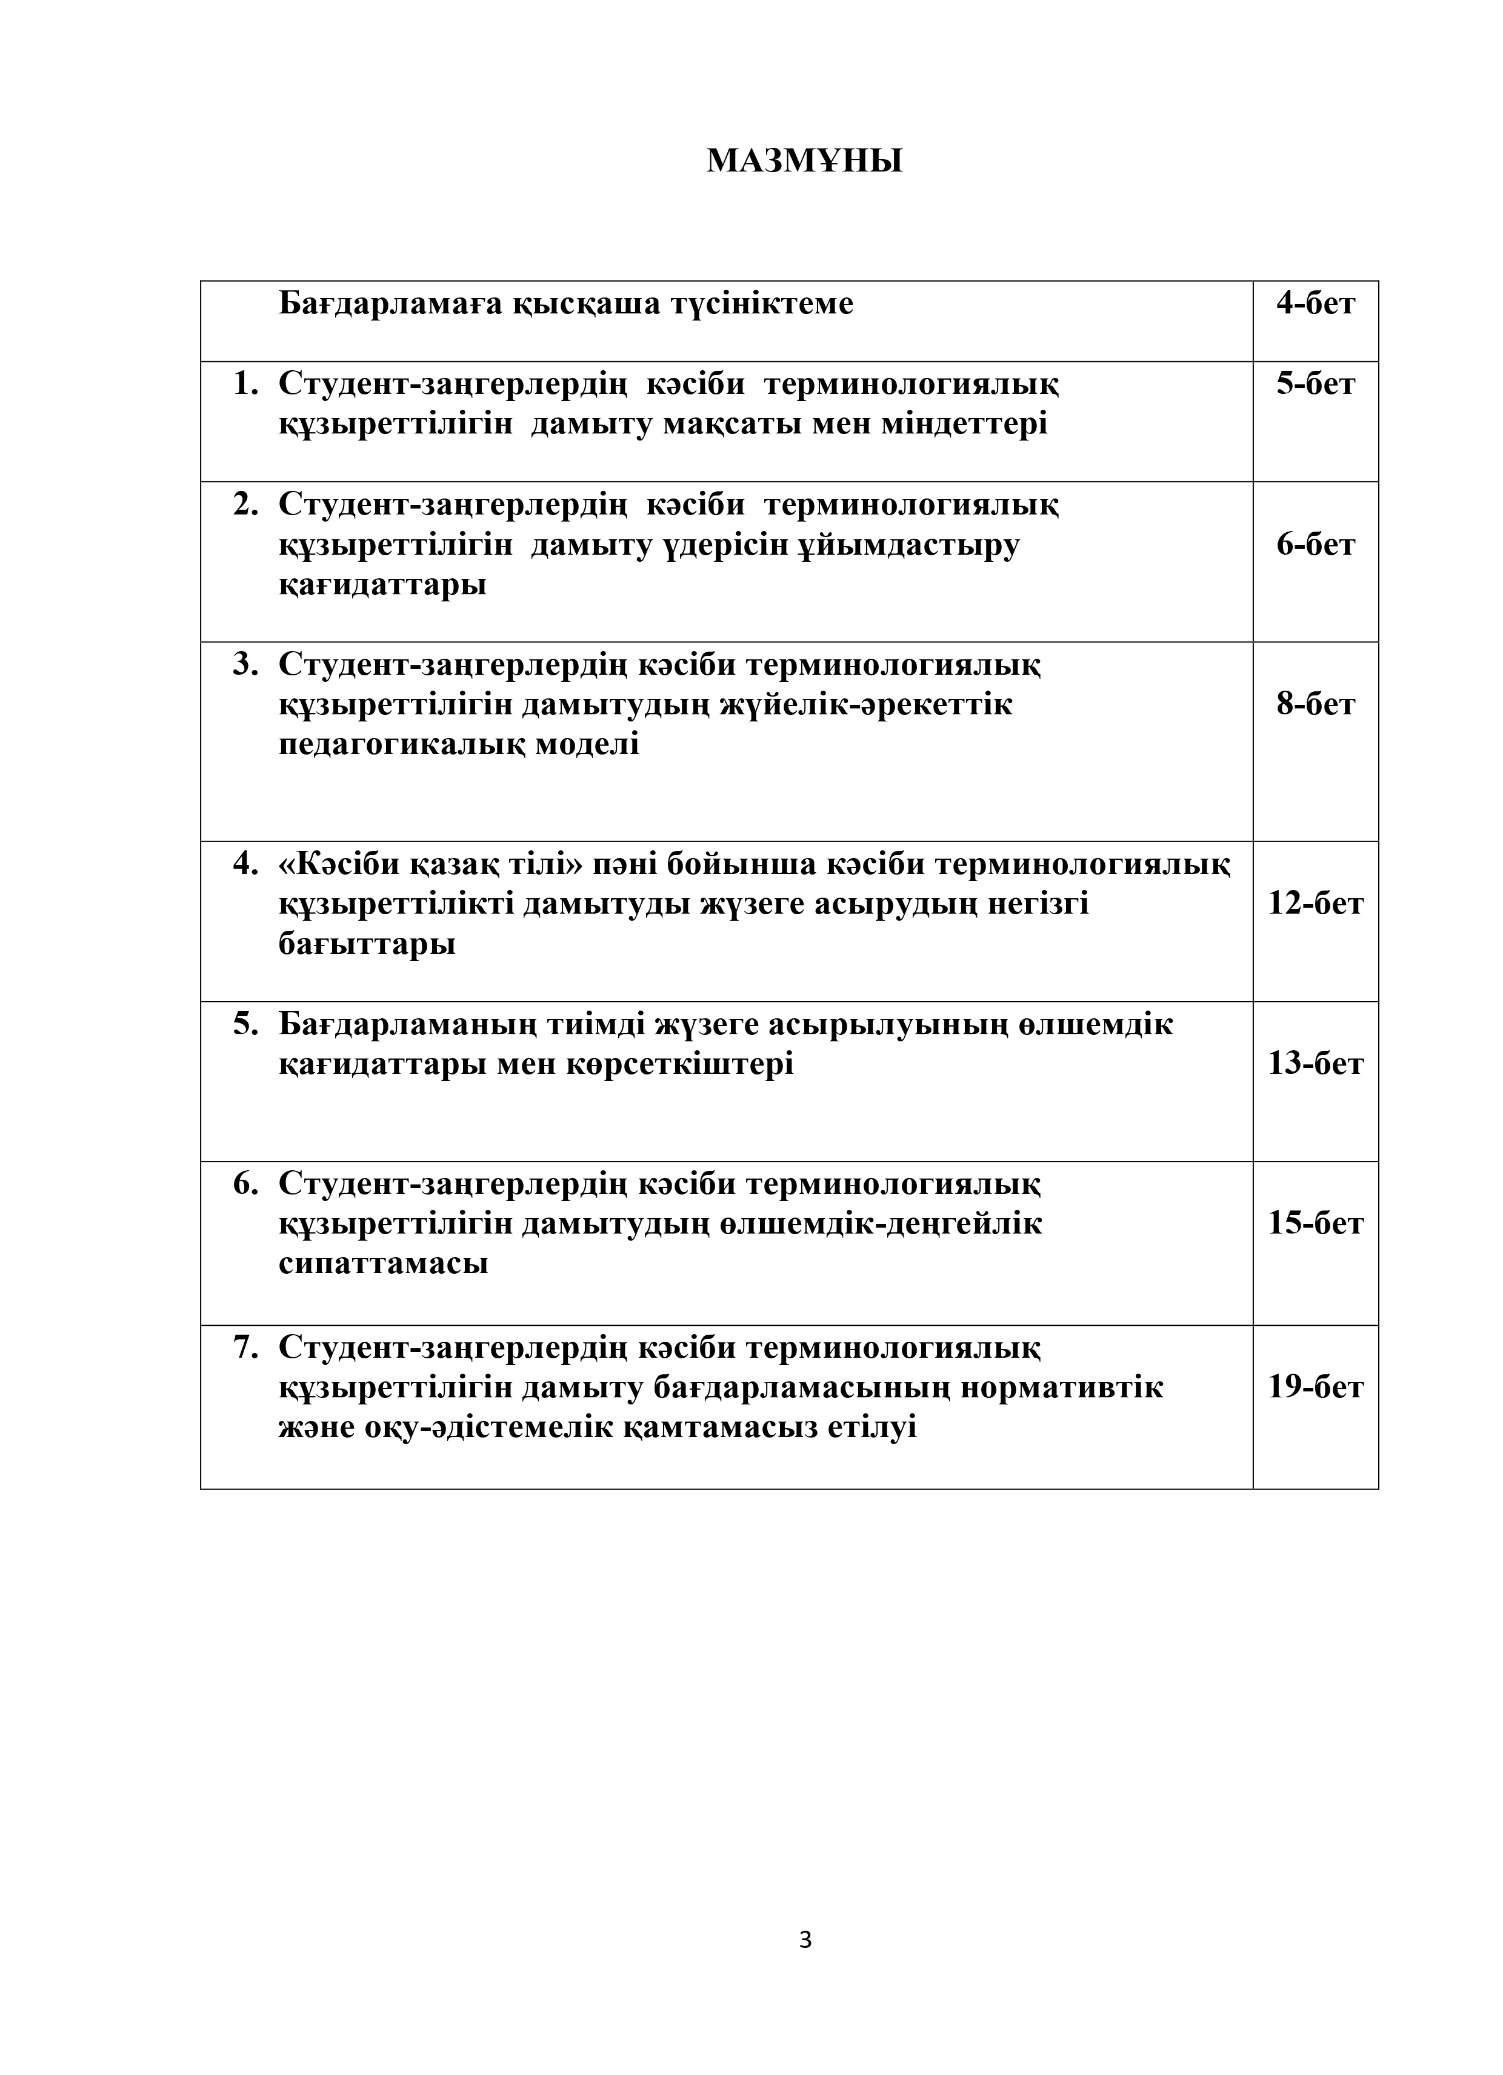 МАЗМҰНЫ
Бағдарламаға қысқаша түсініктеме 4-бет
1. Студент-заңгерлердің кәсіби терминологиялық 5-бет
құзыреттілігін дамыту мақсаты мен міндеттері
2. Студент-заңгерлердің кәсіби терминологиялық
құзыреттілігін дамыту үдерісін ұйымдастыру 6-бет
қағидаттары
3. Студент-заңгерлердің кәсіби терминологиялық
құзыреттілігін дамытудың жүйелік-әрекеттік 8-бет
педагогикалық моделі
4. «Кәсіби қазақ тілі» пәні бойынша кәсіби терминологиялық
құзыреттілікті дамытуды жүзеге асырудың негізгі 12-бет
бағыттары
5. Бағдарламаның тиімді жүзеге асырылуының өлшемдік
қағидаттары мен көрсеткіштері 13-бет
6. Студент-заңгерлердің кәсіби терминологиялық
құзыреттілігін дамытудың өлшемдік-деңгейлік 15-бет
сипаттамасы
7. Студент-заңгерлердің кәсіби терминологиялық
құзыреттілігін дамыту бағдарламасының нормативтік 19-бет
және оқу-әдістемелік қамтамасыз етілуі
3